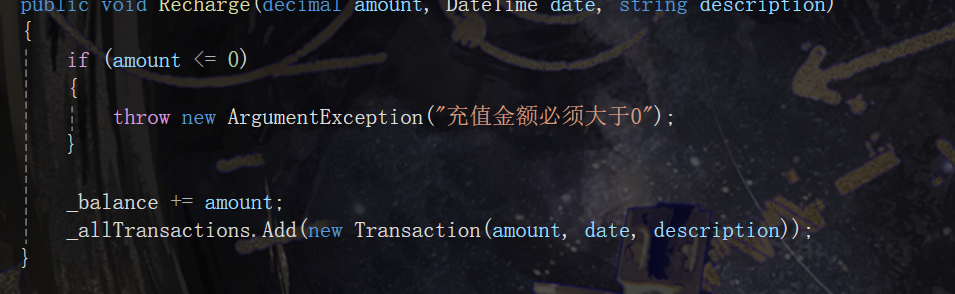 public void Recharge(decimal amount, DateTime date, string description)
{
if (amount <= 0)
{
throw new ArgumentException("充值金额必须大于0");
}
_balance += amount;
_allTransactions.Add(new Transaction(amount, date, description));
}